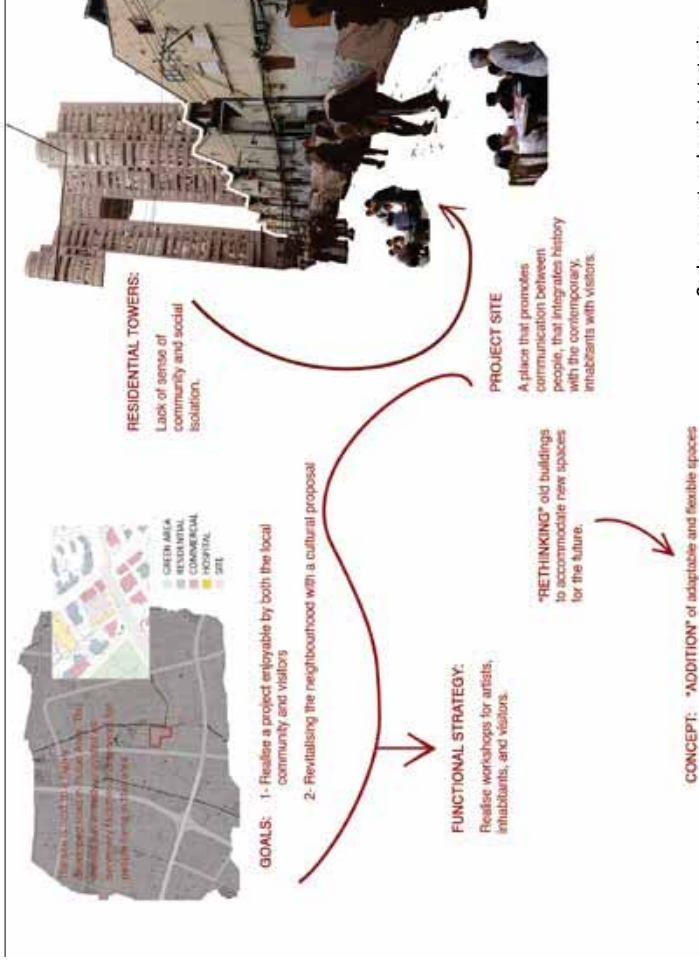 GREEN AREA
RESIDENTIAL
COMMERCIAL
HOSPITAL
SITE
GOALS: 1- Realise a project enjoyable by both the local
community and visitors
2- Revitalising the neighbourhood with a cultural proposal
RESIDENTIAL TOWERS:
Lack of sense of
community and social
isolation.
FUNCTIONAL STRATEGY:
Realise workshops for artists,
inhabitants, and visitors.
PROJECT SITE
A place that promotes
communication between
people, that integrates history
with the contemporary,
inhabitants with visitors.
"RETHINKING" old buildings
to accommodate new spaces
for the future.
CONCEPT: "ADDITION" of adaptable and flexible spaces